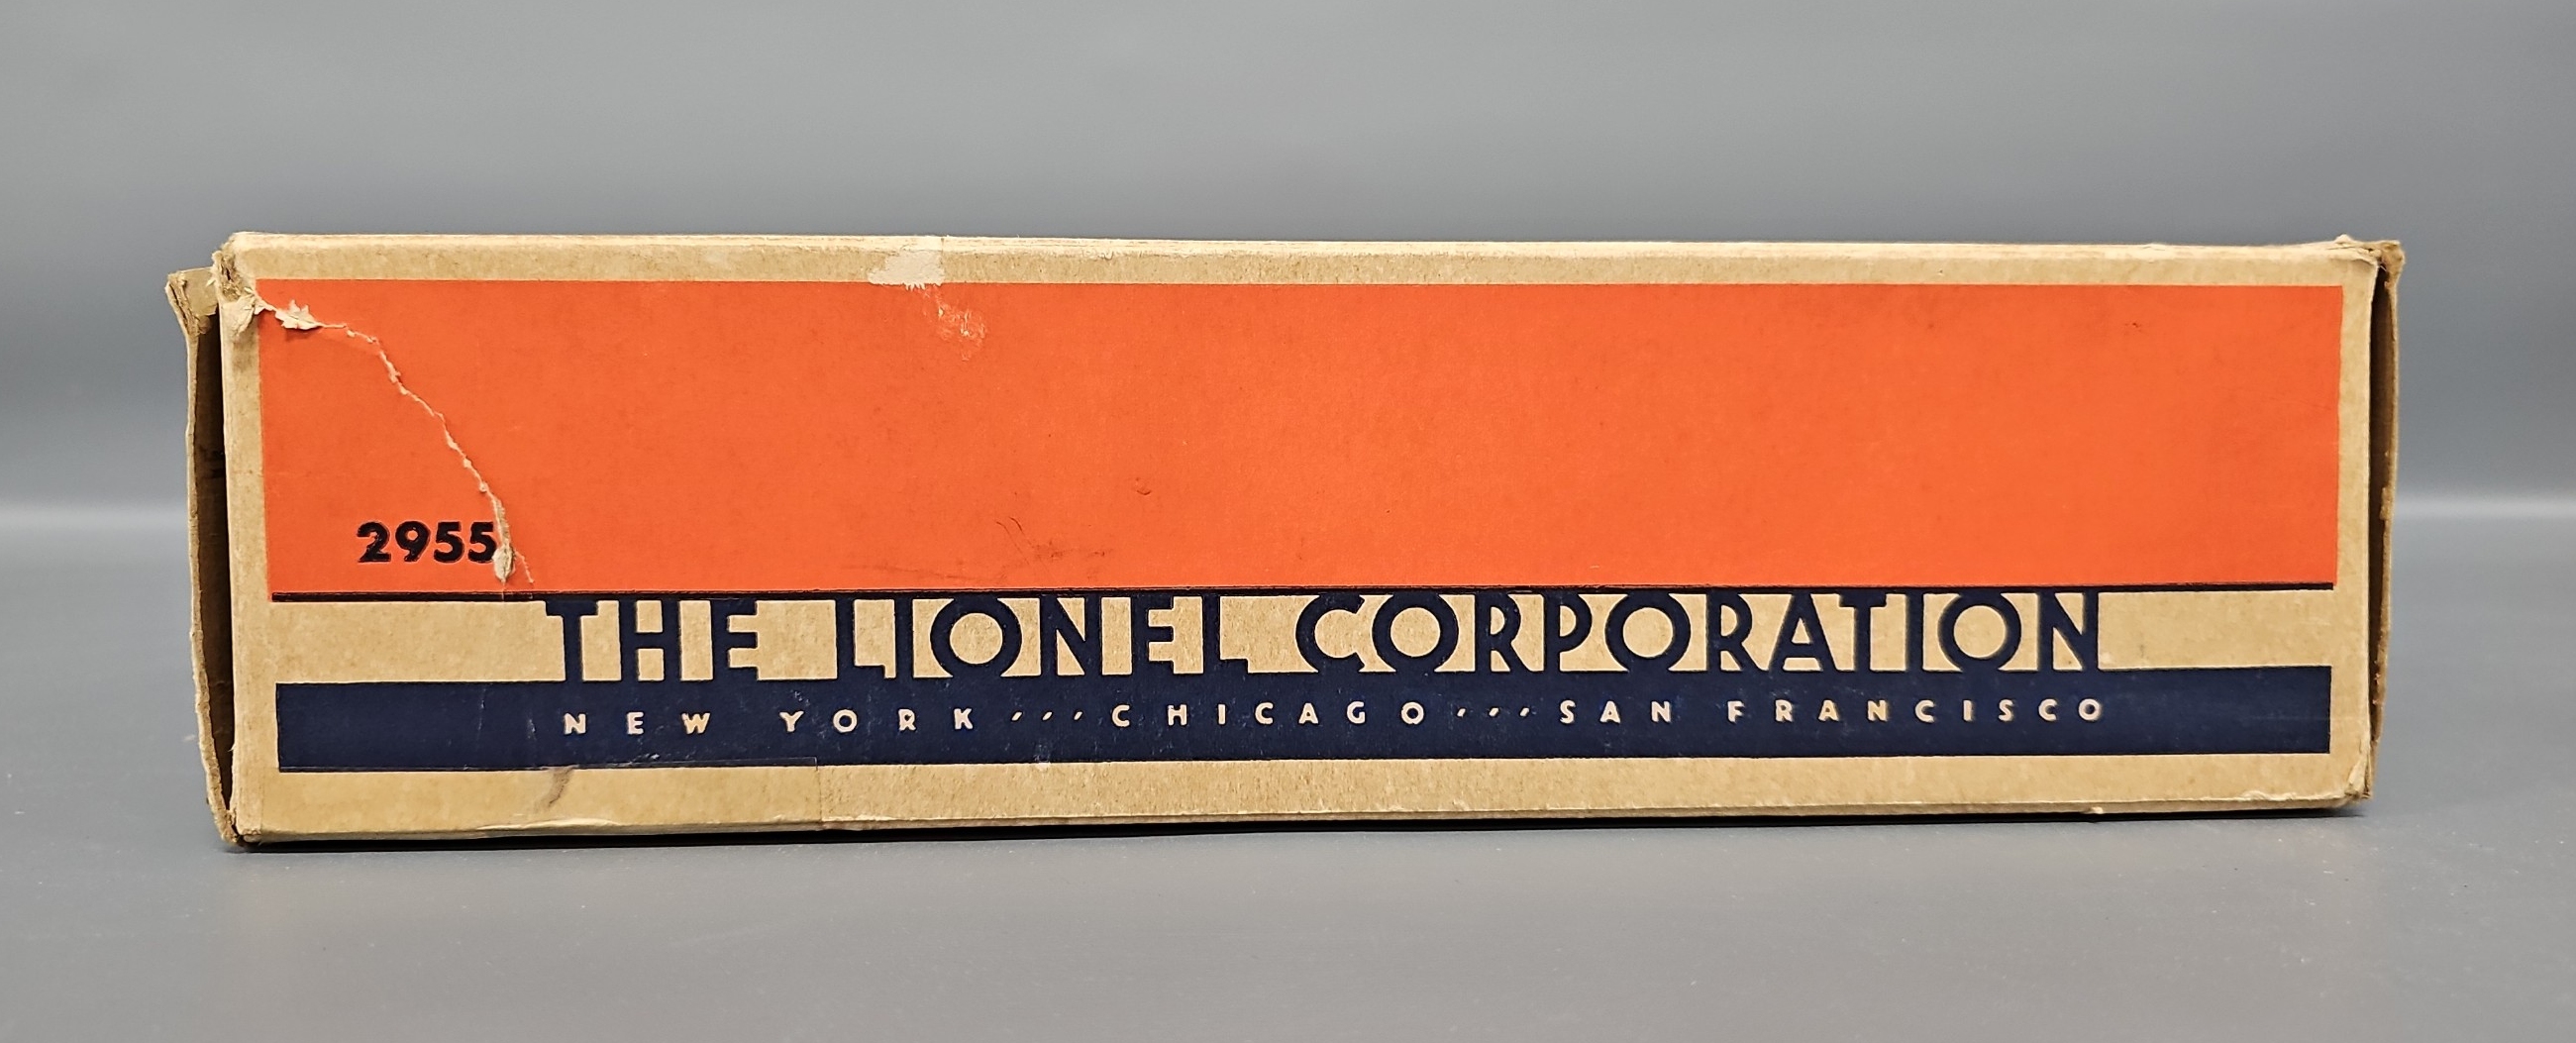 2955
THE LIONEL CORPORATION
NEW YORK ′′′ CHICAGO ′′′ SAN FRANCISCO